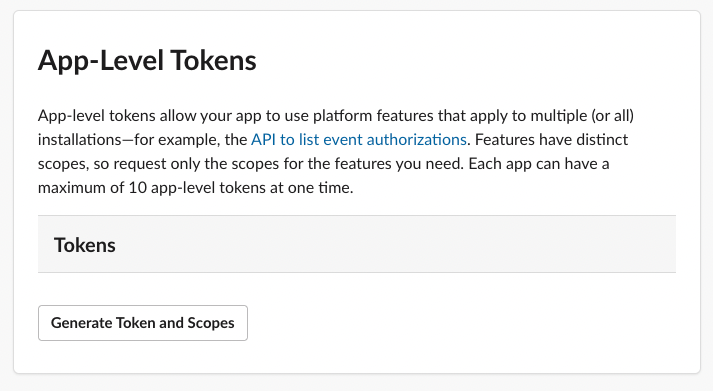 App-Level Tokens
App-level tokens allow your app to use platform features that apply to multiple (or all)
installations—for example, the API to list event authorizations. Features have distinct
scopes, so request only the scopes for the features you need. Each app can have a
maximum of 10 app-level tokens at one time.
Tokens
Generate Token and Scopes